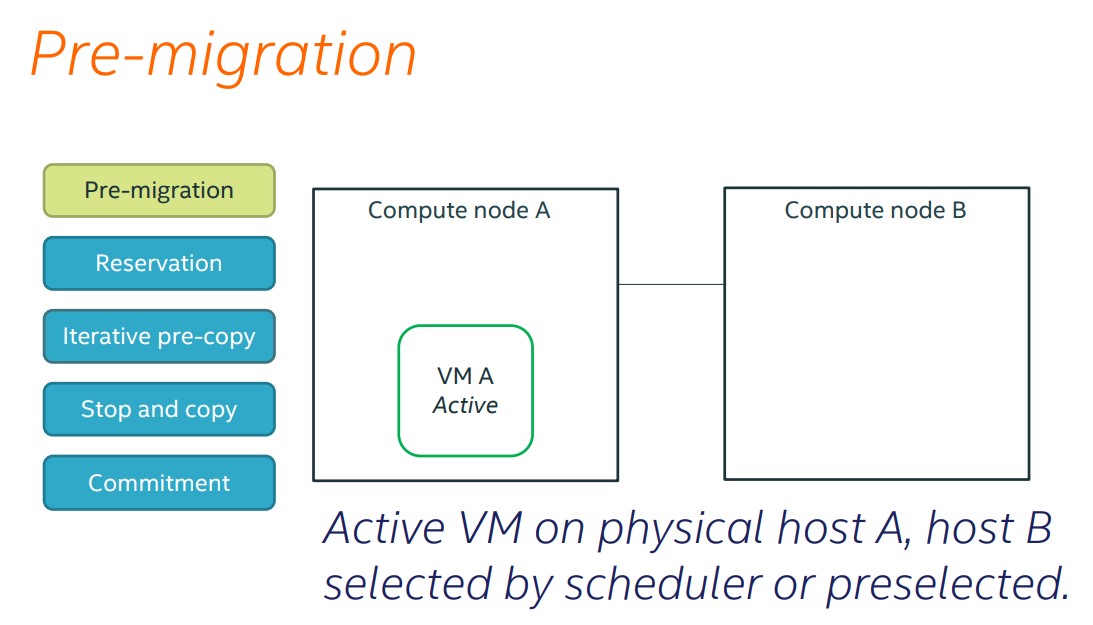 Pre-migration
Pre-migration
Reservation
Iterative pre-copy
Stop and copy
Commitment
Compute node A
VM A
Active
Compute node B
Active VM on physical host A, host B
selected by scheduler or preselected.